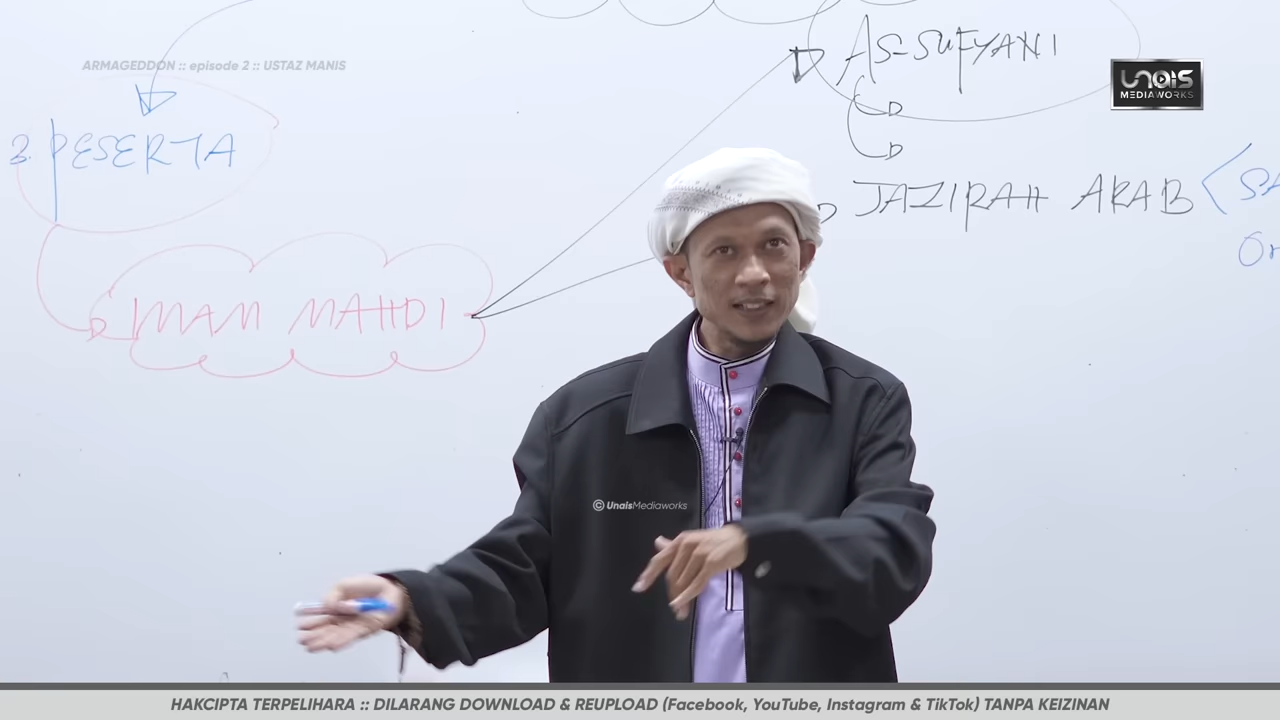 ARMAGEDDON :: episode 2 :: USTAZ MANIS
UNAIS
MEDIAWORKS
AS-SUFYANI
3. PESERTA
JAZIRAH ARAB
IMAM MAHDI
© UnaisMediaworks
HAKCIPTA TERPELIHARA :: DILARANG DOWNLOAD & REUPLOAD (Facebook, YouTube, Instagram & TikTok) TANPA KEIZINAN